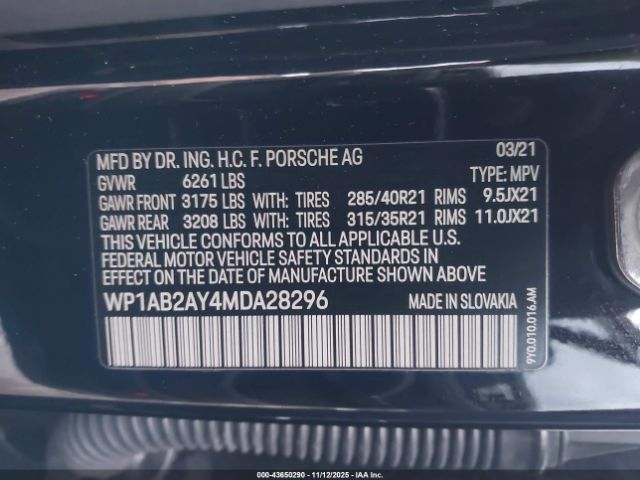 MFD BY DR. ING. H.C. F. PORSCHE AG 03/21
GVWR 6261 LBS TYPE: MPV
GAWR FRONT 3175 LBS WITH: TIRES 285/40R21 RIMS 9.5JX21
GAWR REAR 3208 LBS WITH: TIRES 315/35R21 RIMS 11.0JX21
THIS VEHICLE CONFORMS TO ALL APPLICABLE U.S.
FEDERAL MOTOR VEHICLE SAFETY STANDARDS IN
EFFECT ON THE DATE OF MANUFACTURE SHOWN ABOVE.
WP1AB2AY4MDA28296 MADE IN SLOVAKIA
9Y0.010.016.AM
000-43650290 - 11/12/2025 - IAA Inc.